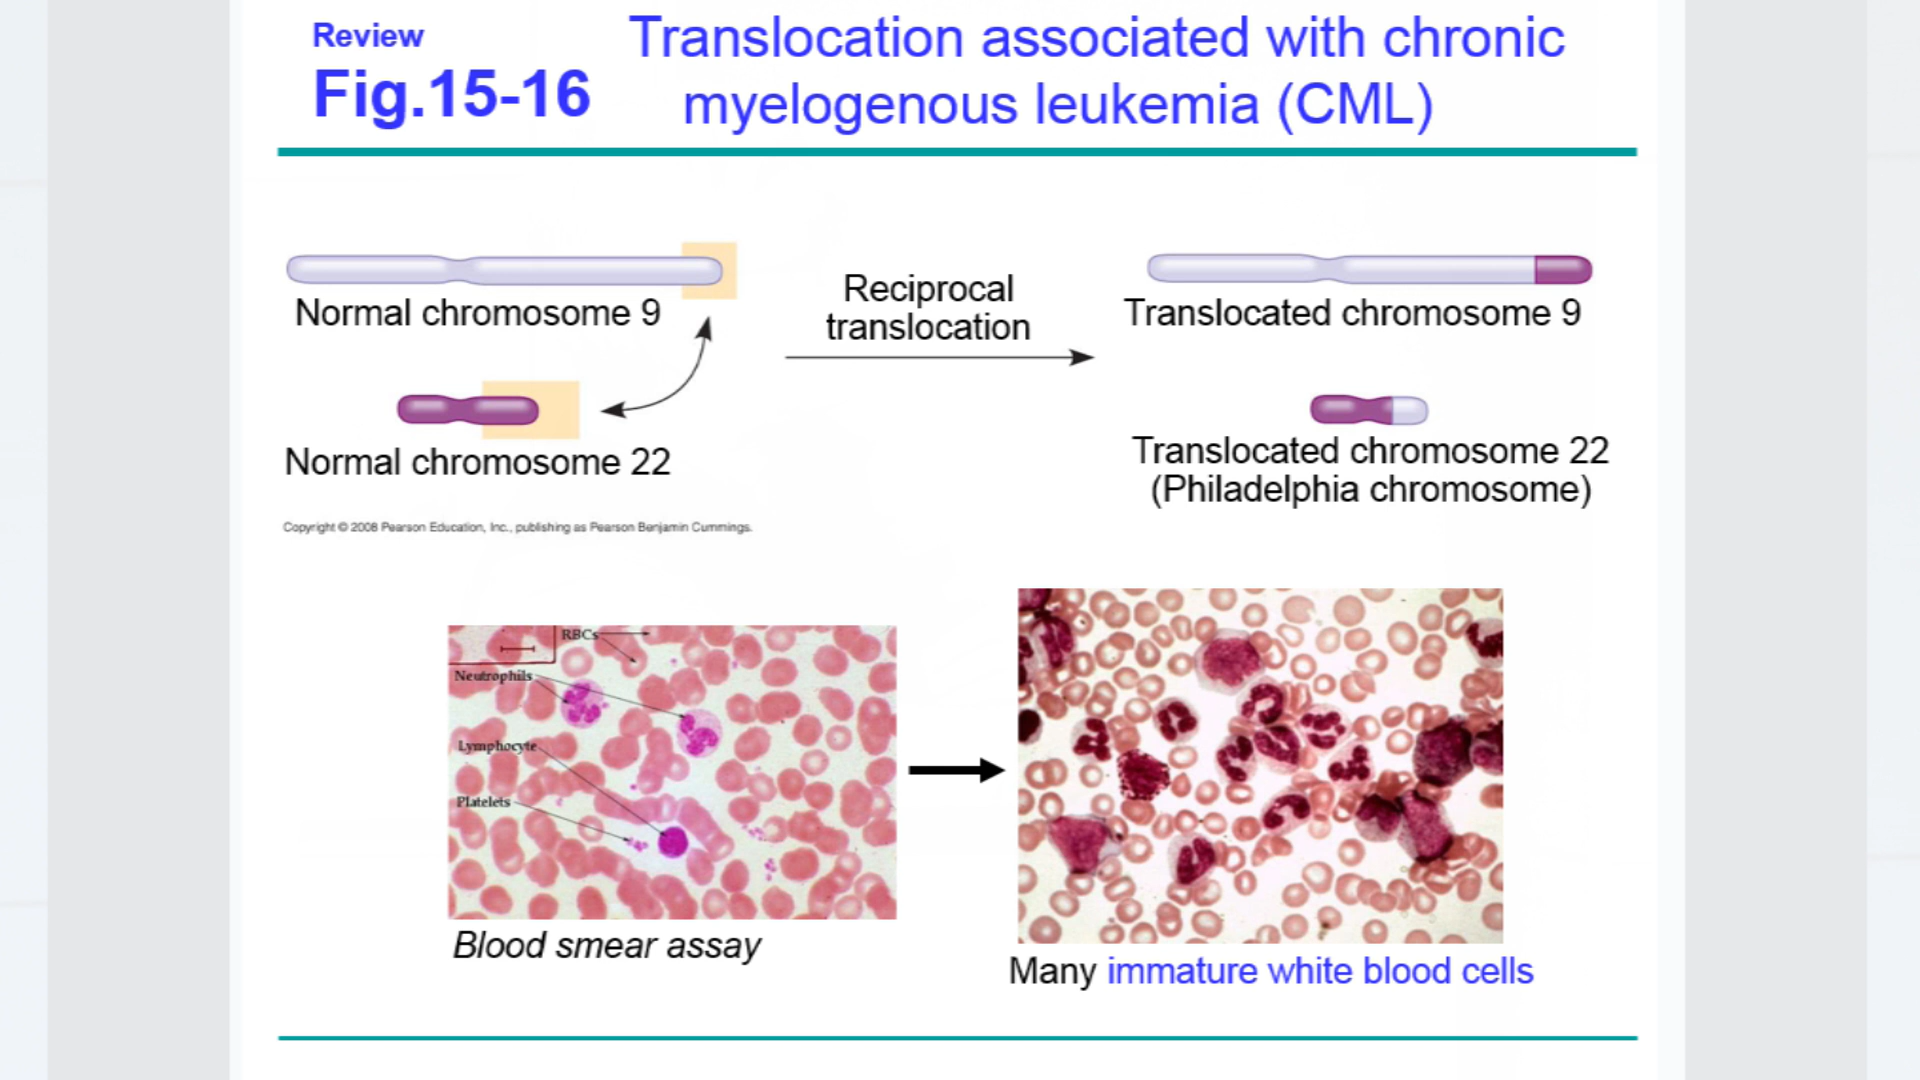 Review
Fig.15-16
Translocation associated with chronic
myelogenous leukemia (CML)
Normal chromosome 9
Reciprocal
translocation
Translocated chromosome 9
Normal chromosome 22
Translocated chromosome 22
(Philadelphia chromosome)
Copyright © 2008 Pearson Education, Inc., publishing as Pearson Benjamin Cummings.
RBCs
Neutrophils
Lymphocyte
Platelets
Blood smear assay
Many immature white blood cells